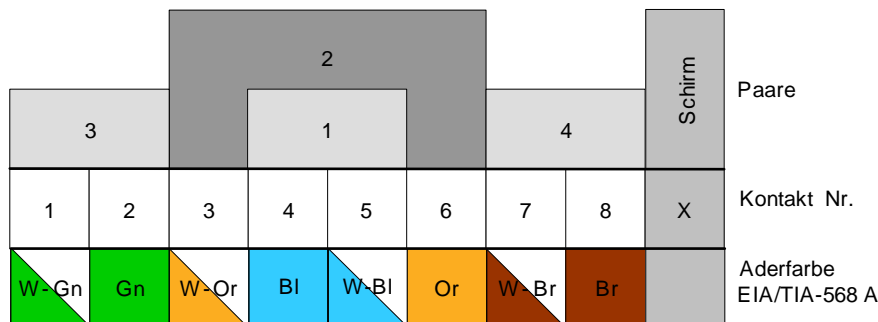 2
Schirm
Paare
3
1
4
1 2 3 4 5 6 7 8 X Kontakt Nr.
W-Gn Gn W-Or Bl W-Bl Or W-Br Br Aderfarbe
EIA/TIA-568 A